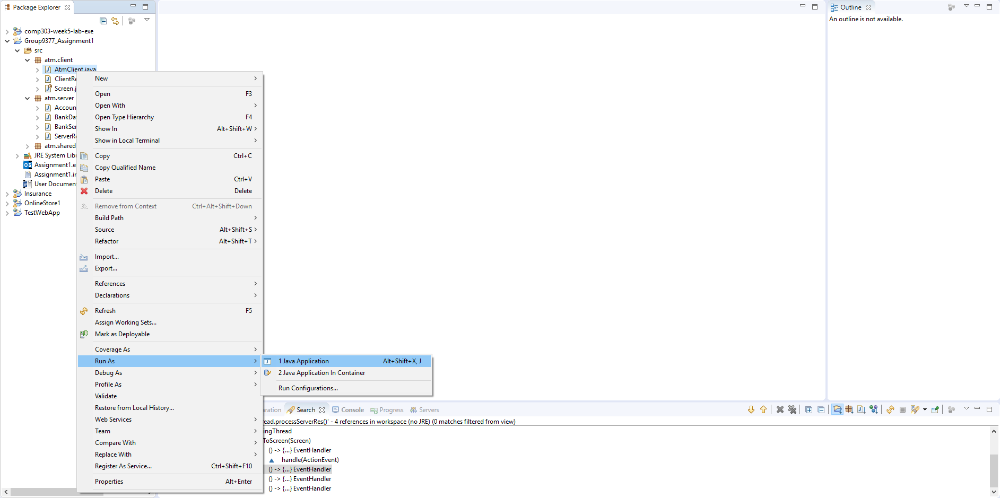 Package Explorer
comp303-week5-lab-exe
Group9377_Assignment1
src
atm.client
AtmClient.java
ClientRe
Screen.j
atm.server
Accoun
BankDa
BankSer
ServerRe
atm.shared
JRE System Libr
Assignment1.e
Assignment1.in
User Document
Insurance
OnlineStore1
TestWebApp
New
Open F3
Open With
Open Type Hierarchy F4
Show In Alt+Shift+W
Show in Local Terminal
Copy Ctrl+C
Copy Qualified Name
Paste Ctrl+V
Delete Delete
Remove from Context Ctrl+Alt+Shift+Down
Build Path
Source Alt+Shift+S
Refactor Alt+Shift+T
Import...
Export...
References
Declarations
Refresh F5
Assign Working Sets...
Mark as Deployable
Coverage As
Run As
Debug As
Profile As
Validate
Restore from Local History...
Web Services
Team
Compare With
Replace With
Register As Service... Ctrl+Shift+F10
Properties Alt+Enter
1 Java Application Alt+Shift+X, J
2 Java Application In Container
Run Configurations...
Outline
An outline is not available.
aration Search Console Progress Servers
read.processServerRes()' - 4 references in workspace (no JRE) (0 matches filtered from view)
ingThread
ToScreen(Screen)
() -> {...} EventHandler
handle(ActionEvent)
() -> {...} EventHandler
() -> {...} EventHandler
() -> {...} EventHandler